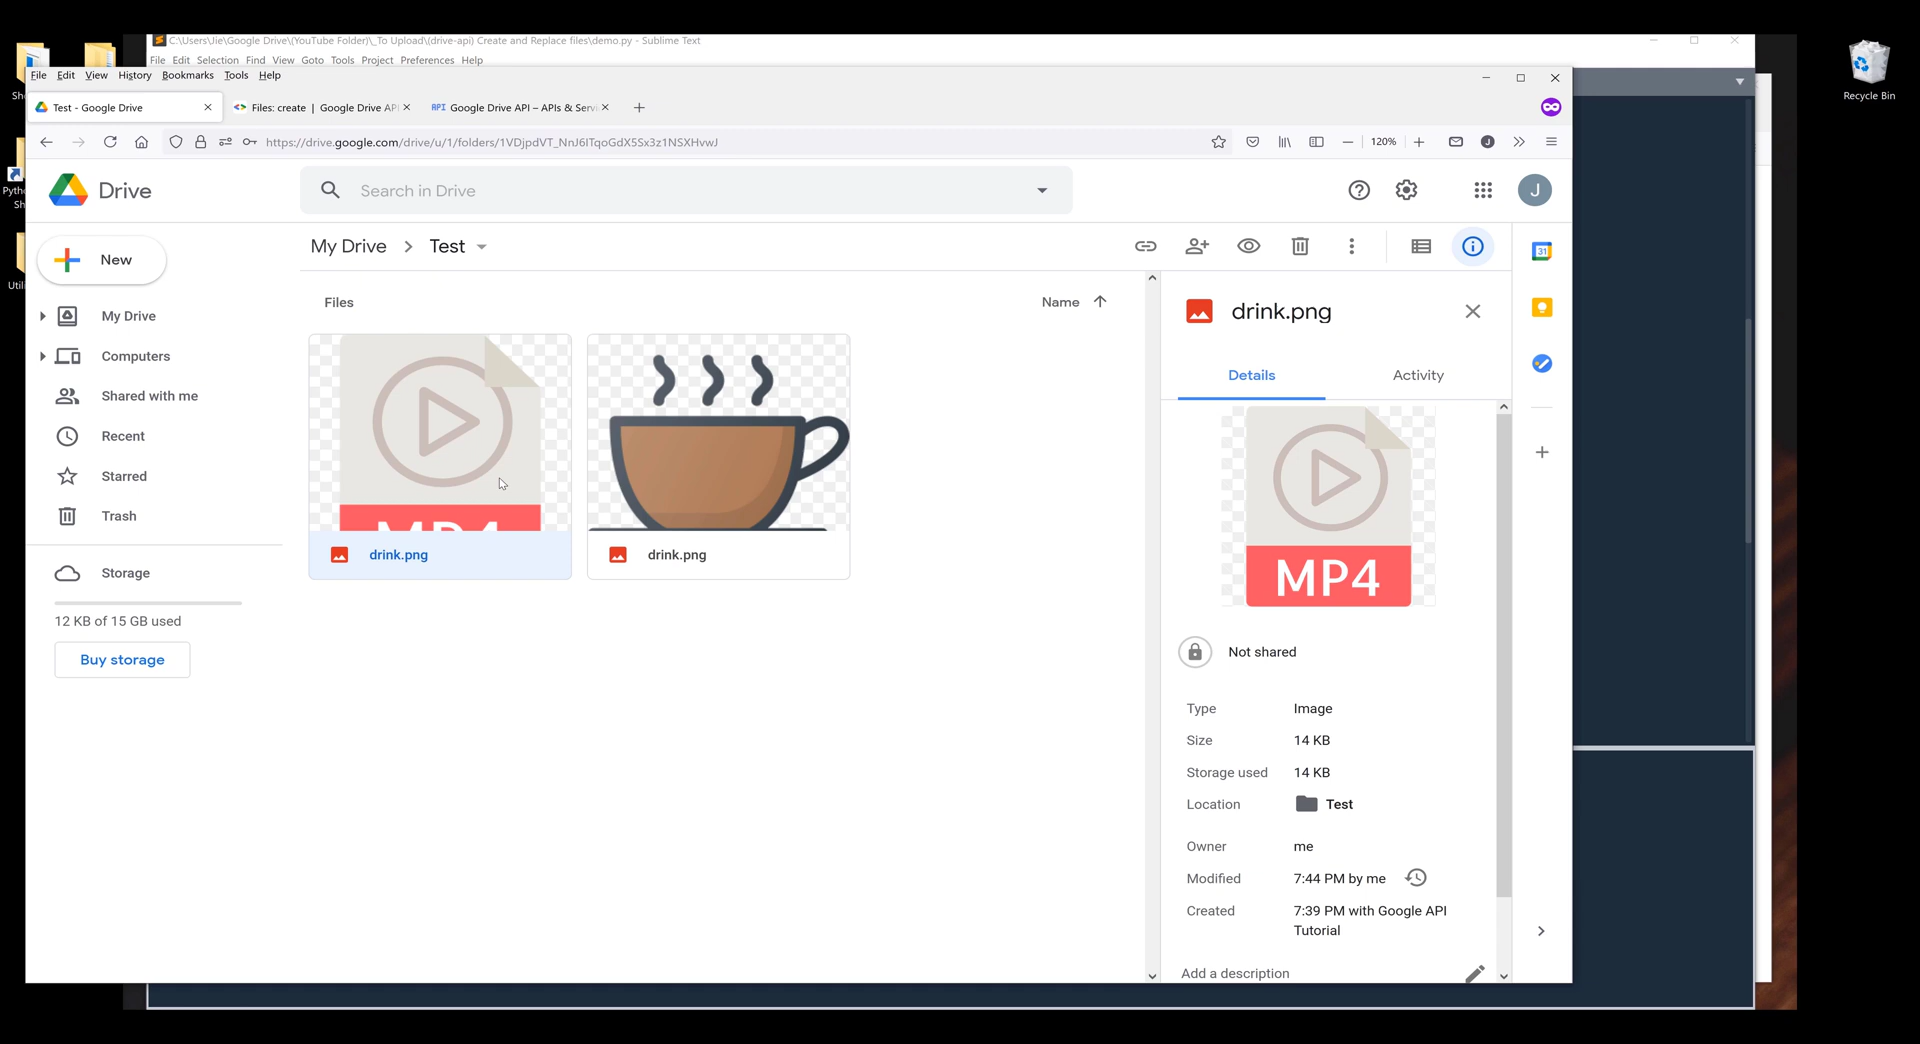 C:\Users\Jie\Google Drive\(YouTube Folder)\_To Upload\(drive-api) Create and Replace files\demo.py - Sublime Text
File Edit Selection Find View Goto Tools Project Preferences Help
File Edit View History Bookmarks Tools Help
Test - Google Drive
Files: create | Google Drive API
API Google Drive API – APIs & Servi
https://drive.google.com/drive/u/1/folders/1VDjpdVT_NnJ6ITqoGdX5Sx3z1NSXHvwJ
120%
J
Recycle Bin
Drive
Search in Drive
J
New
My Drive > Test
31
My Drive
Computers
Shared with me
Recent
Starred
Trash
Storage
12 KB of 15 GB used
Buy storage
Files
Name
MP4
drink.png
drink.png
drink.png
Details
Activity
MP4
Not shared
Type Image
Size 14 KB
Storage used 14 KB
Location Test
Owner me
Modified 7:44 PM by me
Created 7:39 PM with Google API
Tutorial
Add a description